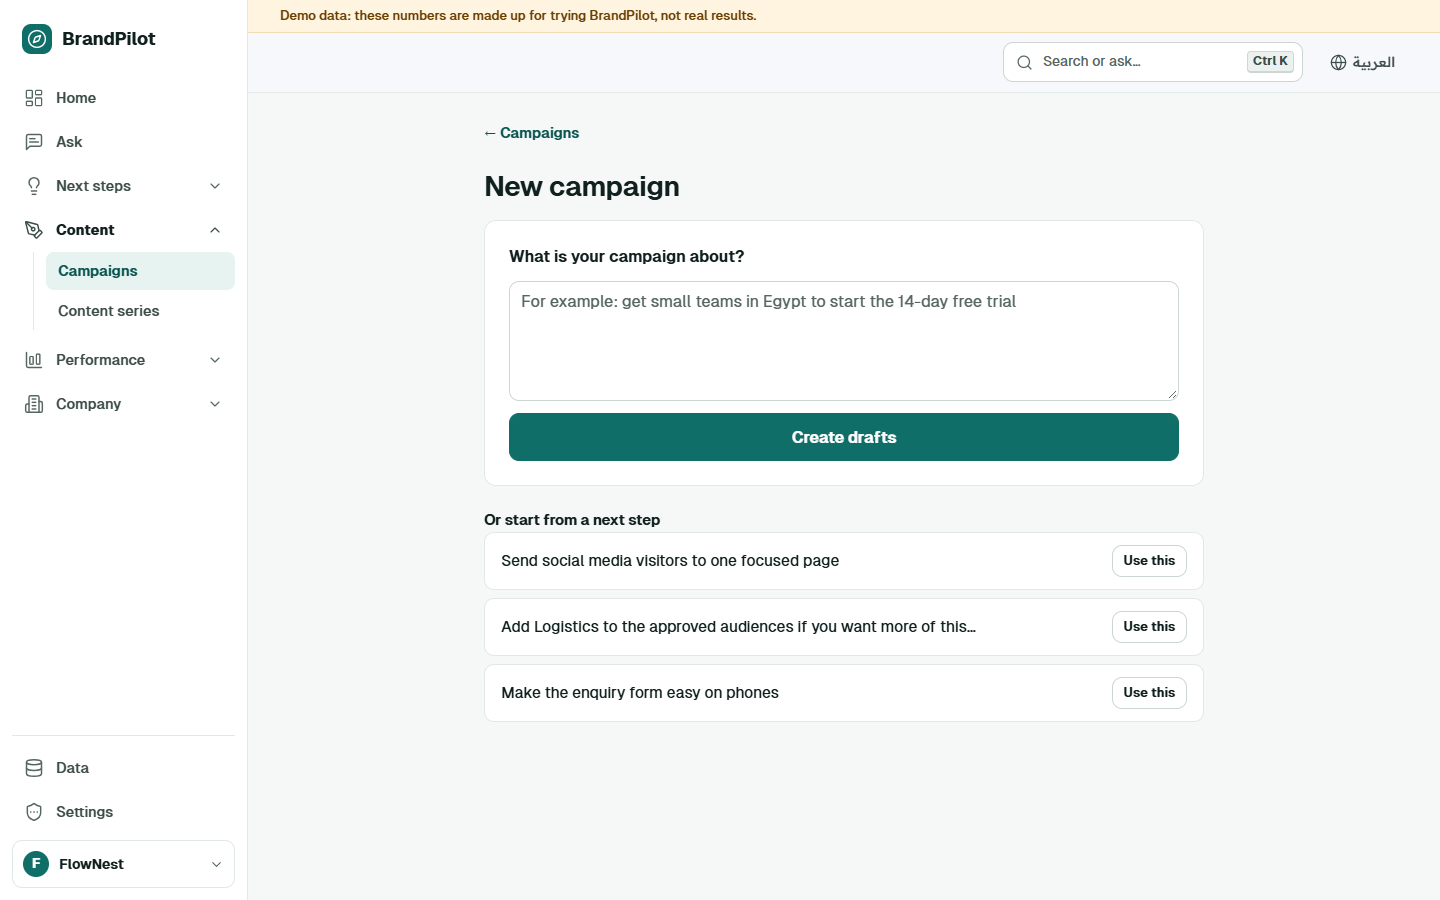 Demo data: these numbers are made up for trying BrandPilot, not real results.
BrandPilot
Search or ask...
Ctrl K
العربية
Home
Ask
Next steps
Content
Campaigns
Content series
Performance
Company
← Campaigns
New campaign
What is your campaign about?
For example: get small teams in Egypt to start the 14-day free trial
Create drafts
Or start from a next step
Send social media visitors to one focused page
Use this
Add Logistics to the approved audiences if you want more of this...
Use this
Make the enquiry form easy on phones
Use this
Data
Settings
F FlowNest